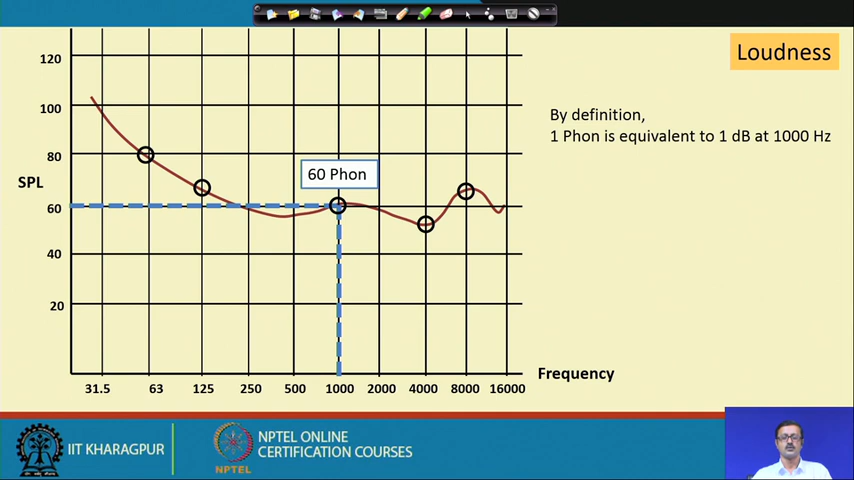 Loudness
By definition,
1 Phon is equivalent to 1 dB at 1000 Hz
120
100
80
SPL
60
40
20
60 Phon
31.5 63 125 250 500 1000 2000 4000 8000 16000
Frequency
IIT KHARAGPUR
NPTEL
NPTEL ONLINE
CERTIFICATION COURSES